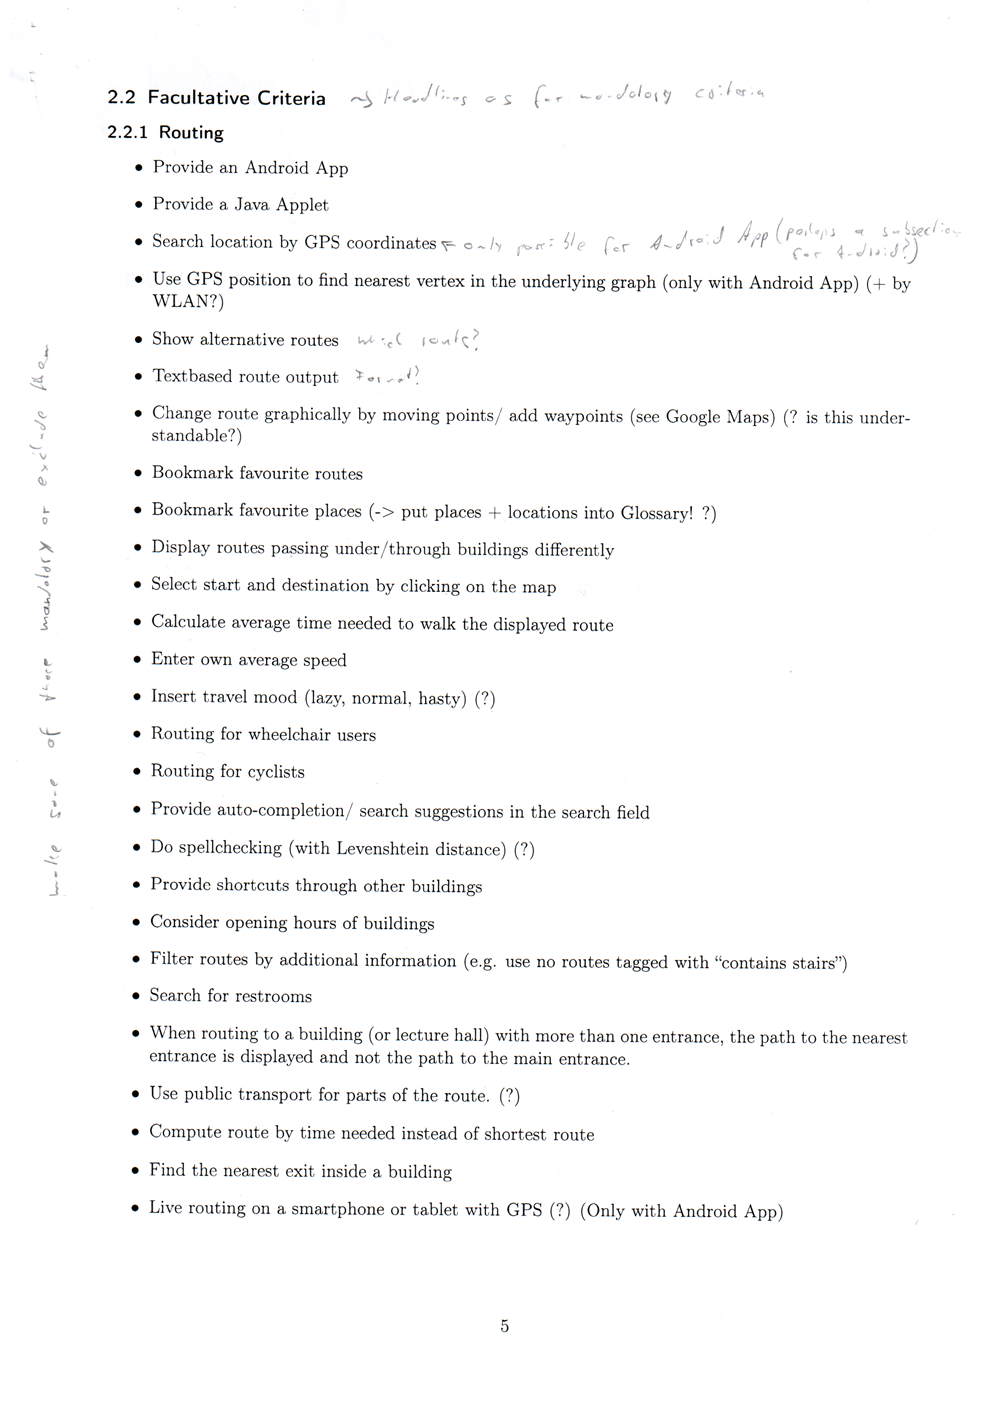 2.2 Facultative Criteria ~> Headlines as for mandatory criteria
2.2.1 Routing
• Provide an Android App
• Provide a Java Applet
• Search location by GPS coordinates ← only possible for Android App (perhaps a subsection
for Android?)
• Use GPS position to find nearest vertex in the underlying graph (only with Android App) (+ by
WLAN?)
• Show alternative routes which routes?
• Textbased route output Format?
• Change route graphically by moving points/ add waypoints (see Google Maps) (? is this under-
standable?)
• Bookmark favourite routes
• Bookmark favourite places (-> put places + locations into Glossary! ?)
• Display routes passing under/through buildings differently
• Select start and destination by clicking on the map
• Calculate average time needed to walk the displayed route
• Enter own average speed
• Insert travel mood (lazy, normal, hasty) (?)
• Routing for wheelchair users
• Routing for cyclists
• Provide auto-completion/ search suggestions in the search field
• Do spellchecking (with Levenshtein distance) (?)
• Provide shortcuts through other buildings
• Consider opening hours of buildings
• Filter routes by additional information (e.g. use no routes tagged with “contains stairs”)
• Search for restrooms
• When routing to a building (or lecture hall) with more than one entrance, the path to the nearest
entrance is displayed and not the path to the main entrance.
• Use public transport for parts of the route. (?)
• Compute route by time needed instead of shortest route
• Find the nearest exit inside a building
• Live routing on a smartphone or tablet with GPS (?) (Only with Android App)
make some of those mandatory or exclude them
5